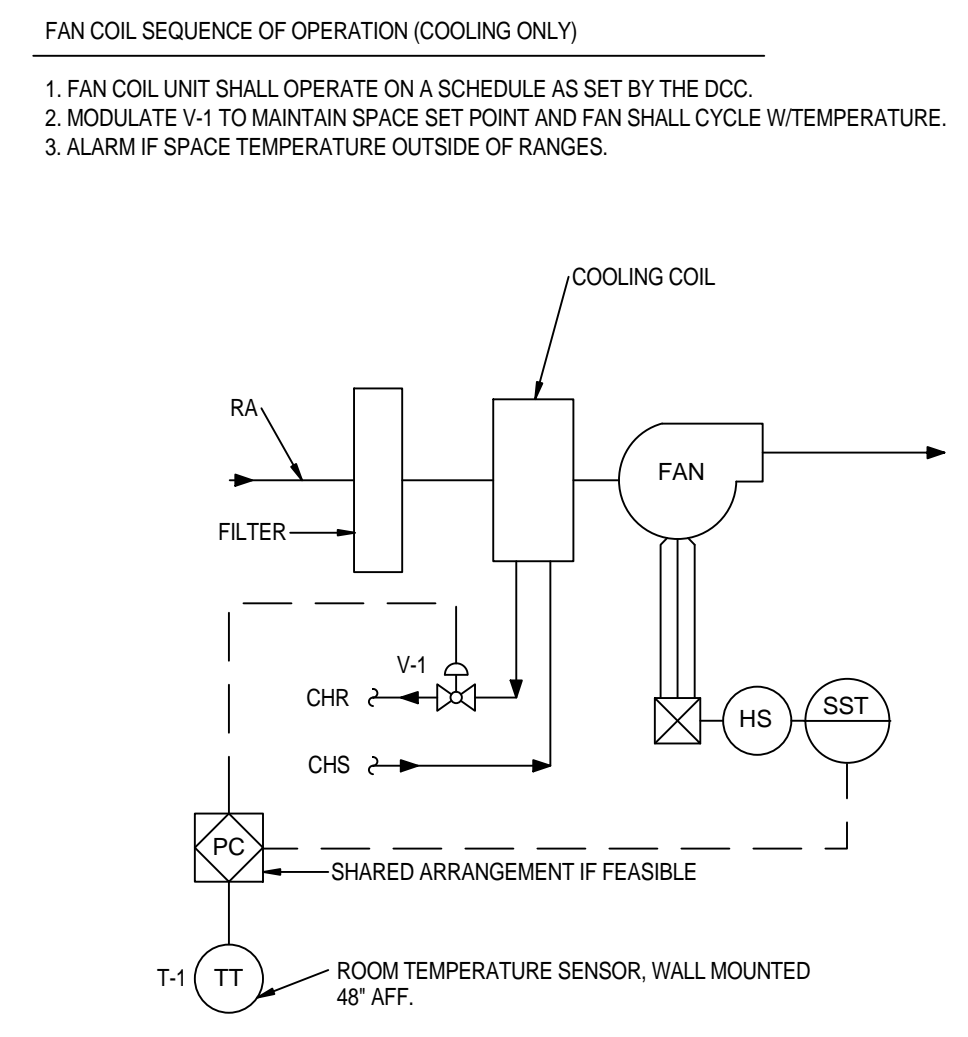 FAN COIL SEQUENCE OF OPERATION (COOLING ONLY)
1. FAN COIL UNIT SHALL OPERATE ON A SCHEDULE AS SET BY THE DCC.
2. MODULATE V-1 TO MAINTAIN SPACE SET POINT AND FAN SHALL CYCLE W/TEMPERATURE.
3. ALARM IF SPACE TEMPERATURE OUTSIDE OF RANGES.
COOLING COIL
RA
FAN
FILTER
V-1
CHR
HS
SST
CHS
PC
SHARED ARRANGEMENT IF FEASIBLE
T-1
TT
ROOM TEMPERATURE SENSOR, WALL MOUNTED
48" AFF.